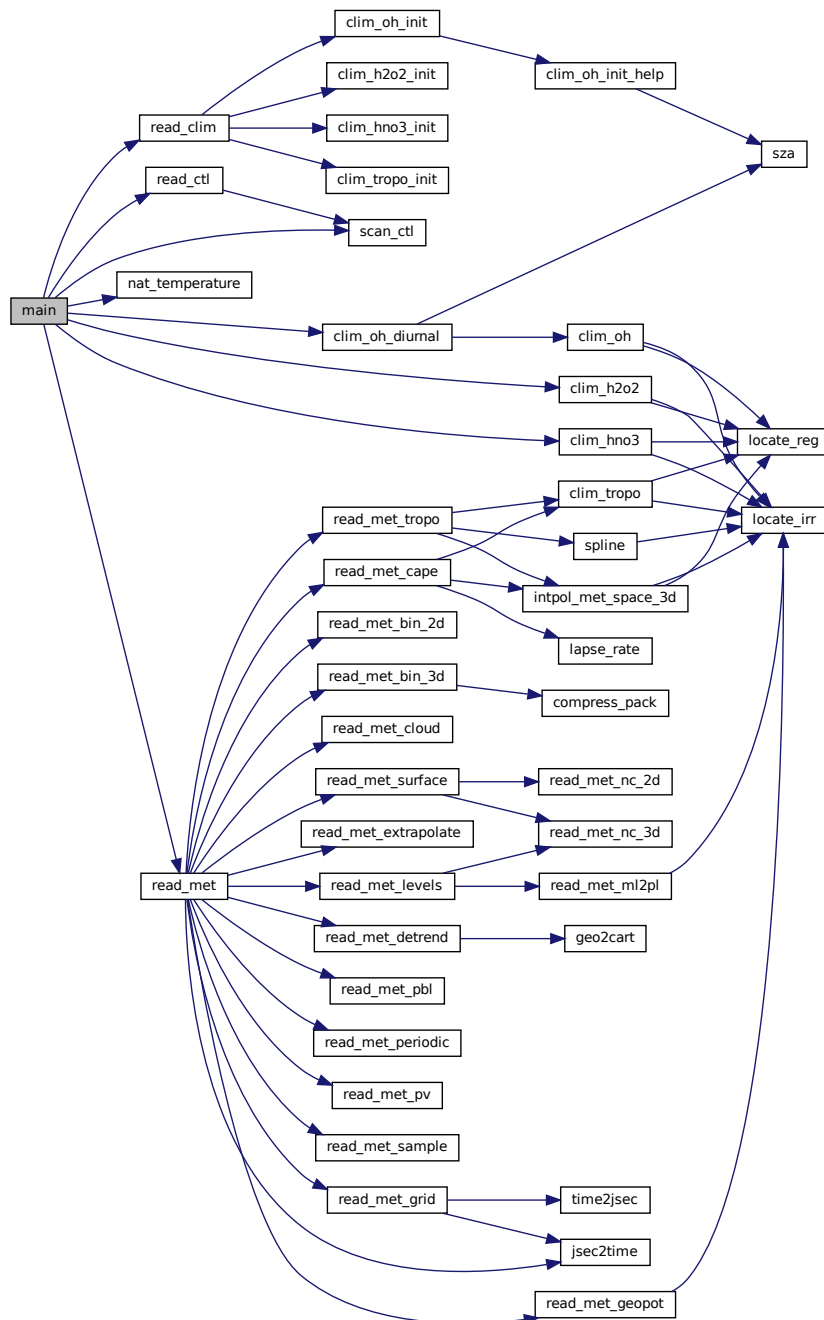 clim_oh_init
clim_h2o2_init
clim_oh_init_help
read_clim
clim_hno3_init
sza
read_ctl
clim_tropo_init
scan_ctl
nat_temperature
main
clim_oh_diurnal
clim_oh
clim_h2o2
clim_hno3
locate_reg
clim_tropo
read_met_tropo
locate_irr
spline
read_met_cape
intpol_met_space_3d
read_met_bin_2d
lapse_rate
read_met_bin_3d
compress_pack
read_met_cloud
read_met_surface
read_met_nc_2d
read_met_extrapolate
read_met_nc_3d
read_met
read_met_levels
read_met_ml2pl
read_met_detrend
geo2cart
read_met_pbl
read_met_periodic
read_met_pv
read_met_sample
read_met_grid
time2jsec
jsec2time
read_met_geopot